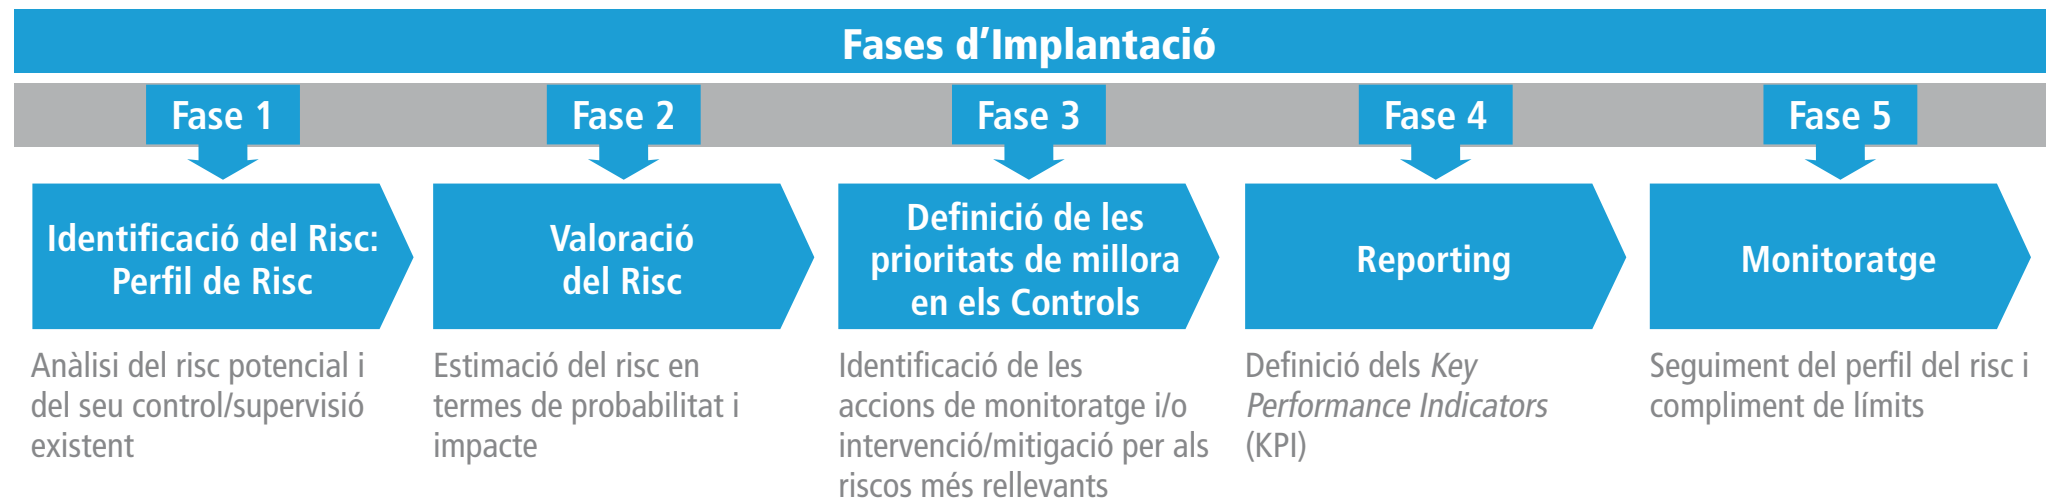 Fases d’Implantació
Fase 1
Fase 2
Fase 3
Fase 4
Fase 5
Identificació del Risc:
Perfil de Risc
Valoració
del Risc
Definició de les
prioritats de millora
en els Controls
Reporting
Monitoratge
Anàlisi del risc potencial i
del seu control/supervisió
existent
Estimació del risc en
termes de probabilitat i
impacte
Identificació de les
accions de monitoratge i/o
intervenció/mitigació per als
riscos més rellevants
Definició dels Key
Performance Indicators
(KPI)
Seguiment del perfil del risc i
compliment de límits